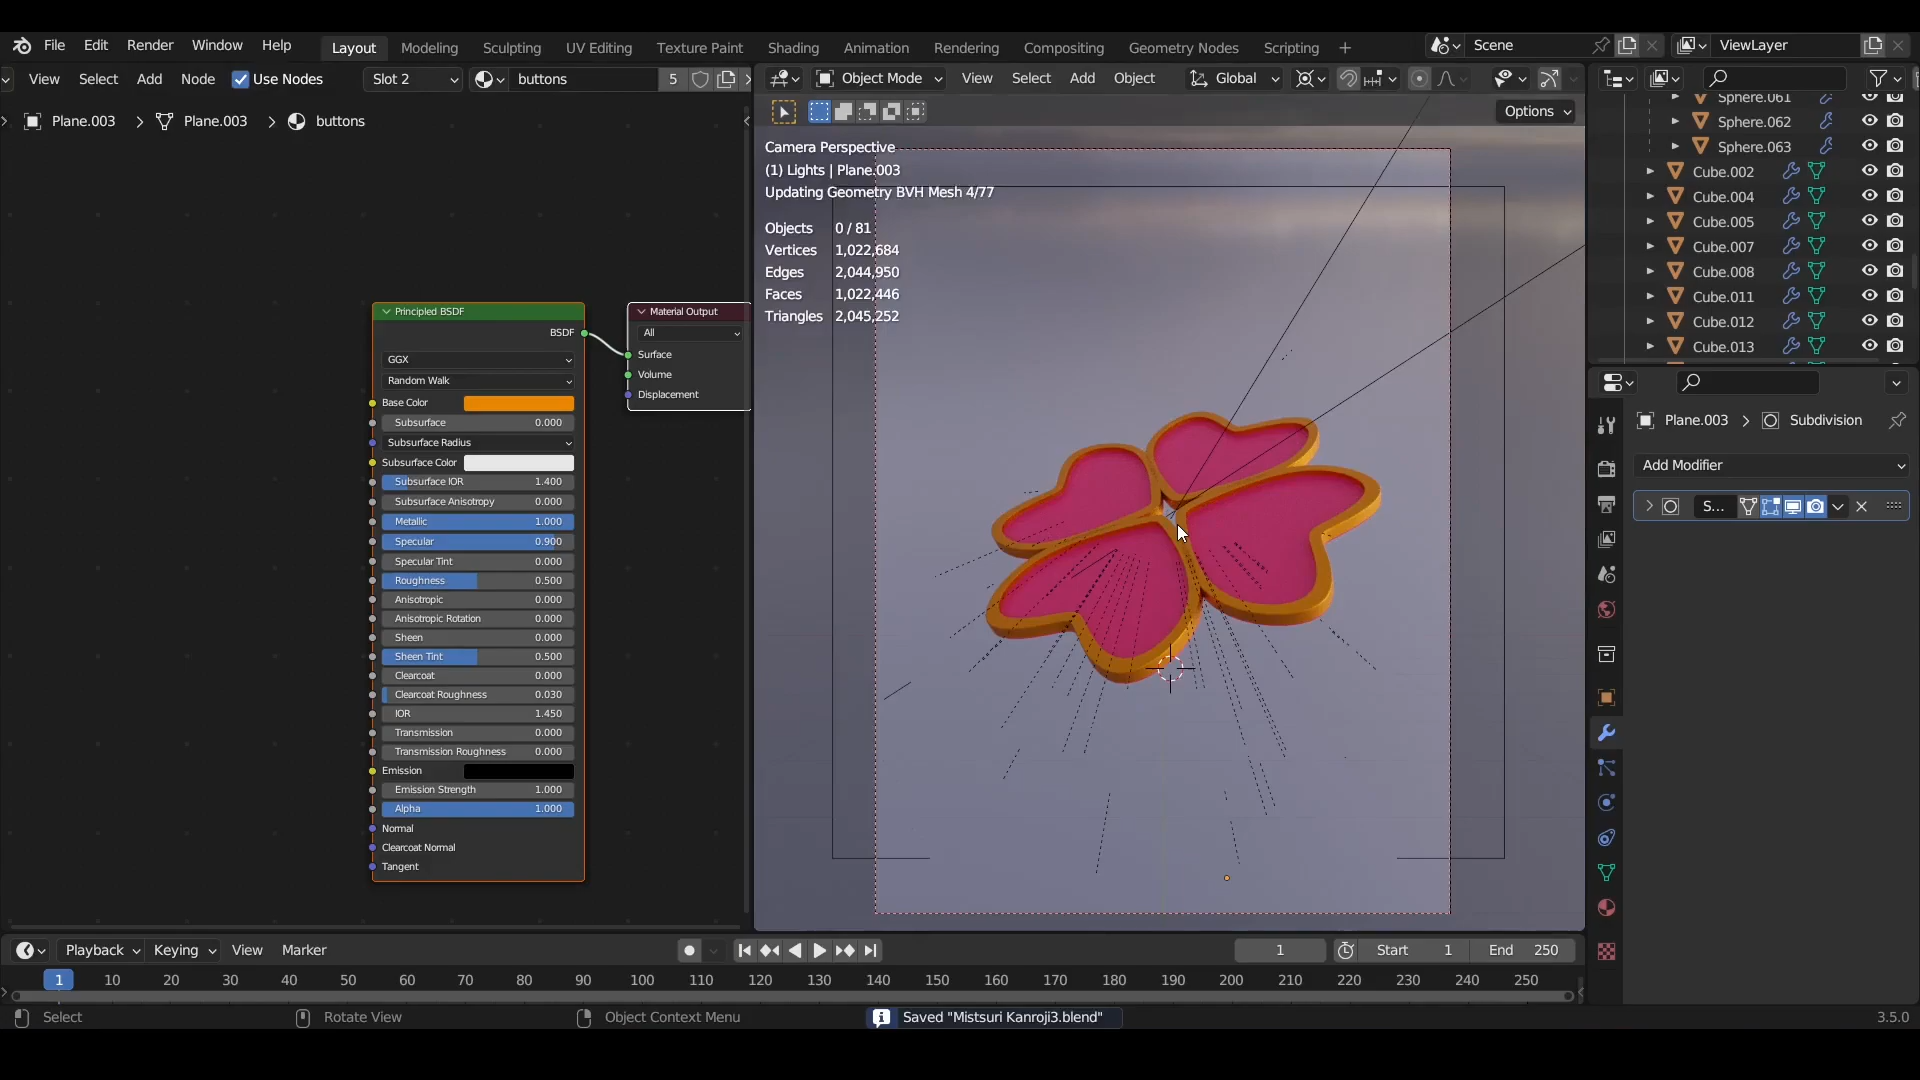 File Edit Render Window Help
Layout Modeling Sculpting UV Editing Texture Paint Shading Animation Rendering Compositing Geometry Nodes Scripting +
Scene
ViewLayer
View Select Add Node Use Nodes Slot 2 buttons 5
Object Mode View Select Add Object Global
Plane.003 > Plane.003 > buttons
Options
Camera Perspective
(1) Lights | Plane.003
Updating Geometry BVH Mesh 4/77
Objects 0 / 81
Vertices 1,022,684
Edges 2,044,950
Faces 1,022,446
Triangles 2,045,252
Principled BSDF
BSDF
GGX
Random Walk
Base Color
Subsurface 0.000
Subsurface Radius
Subsurface Color
Subsurface IOR 1.400
Subsurface Anisotropy 0.000
Metallic 1.000
Specular 0.900
Specular Tint 0.000
Roughness 0.500
Anisotropic 0.000
Anisotropic Rotation 0.000
Sheen 0.000
Sheen Tint 0.500
Clearcoat 0.000
Clearcoat Roughness 0.030
IOR 1.450
Transmission 0.000
Transmission Roughness 0.000
Emission
Emission Strength 1.000
Alpha 1.000
Normal
Clearcoat Normal
Tangent
Material Output
All
Surface
Volume
Displacement
Sphere.061
Sphere.062
Sphere.063
Cube.002
Cube.004
Cube.005
Cube.007
Cube.008
Cube.011
Cube.012
Cube.013
Plane.003 > Subdivision
Add Modifier
S...
Playback Keying View Marker
1 Start 1 End 250
1 10 20 30 40 50 60 70 80 90 100 110 120 130 140 150 160 170 180 190 200 210 220 230 240 250
Select Rotate View Object Context Menu Saved "Mistsuri Kanroji3.blend" 3.5.0